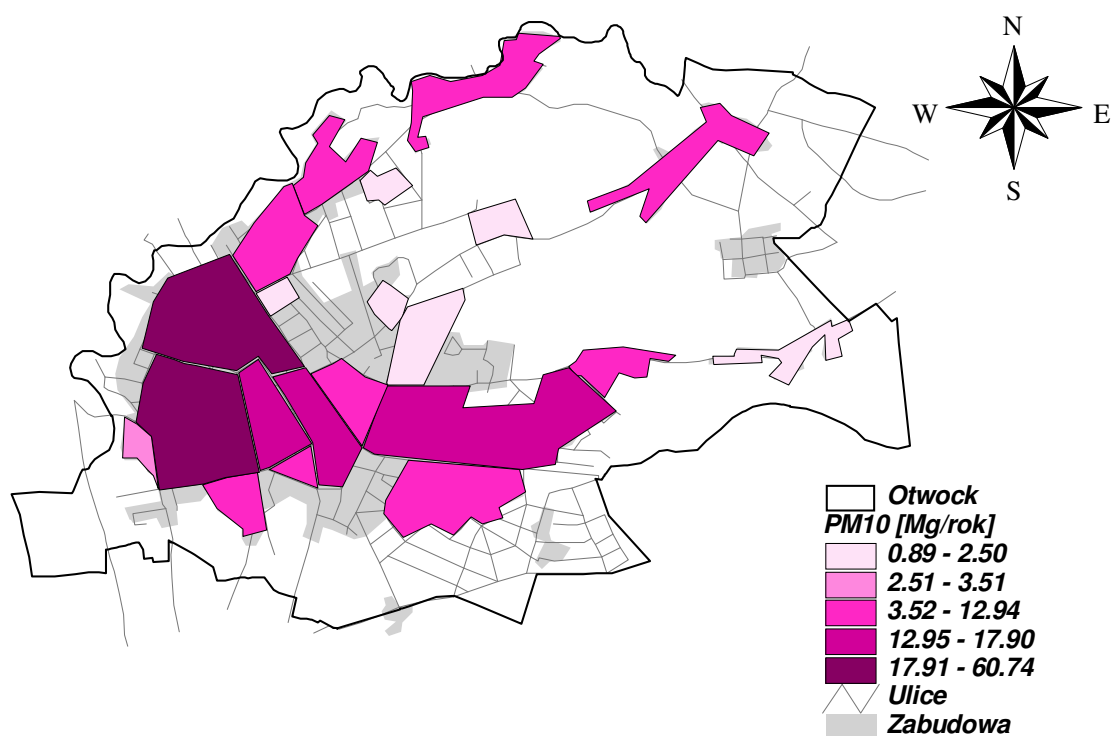 N
W E
S
Otwock
PM10 [Mg/rok]
0.89 - 2.50
2.51 - 3.51
3.52 - 12.94
12.95 - 17.90
17.91 - 60.74
Ulice
Zabudowa